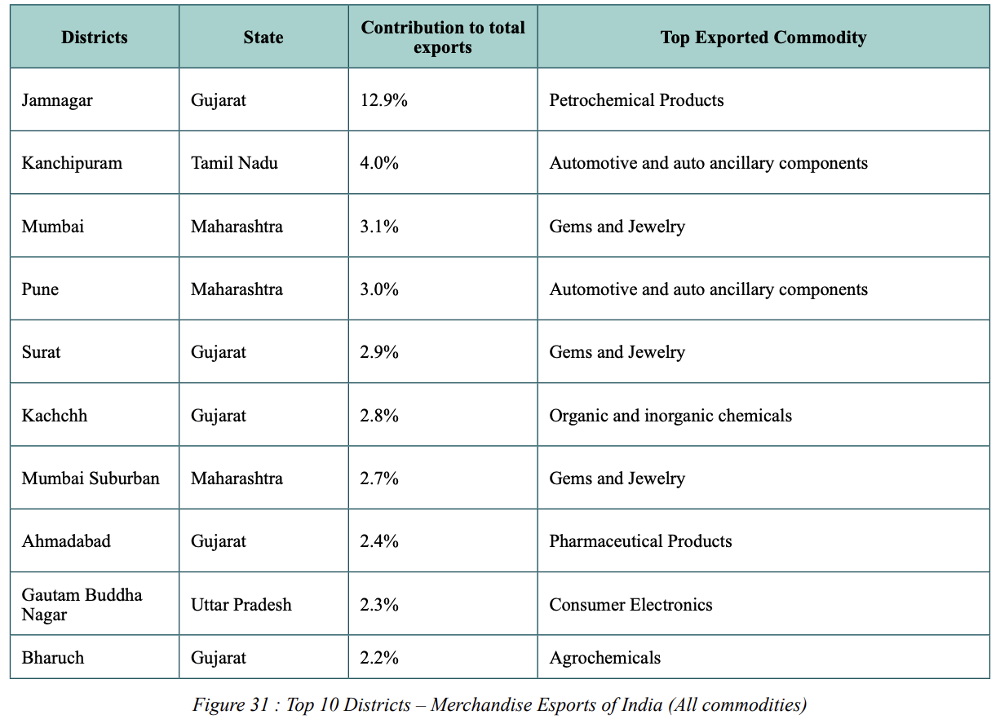 Districts State Contribution to total
exports Top Exported Commodity
Jamnagar Gujarat 12.9% Petrochemical Products
Kanchipuram Tamil Nadu 4.0% Automotive and auto ancillary components
Mumbai Maharashtra 3.1% Gems and Jewelry
Pune Maharashtra 3.0% Automotive and auto ancillary components
Surat Gujarat 2.9% Gems and Jewelry
Kachchh Gujarat 2.8% Organic and inorganic chemicals
Mumbai Suburban Maharashtra 2.7% Gems and Jewelry
Ahmadabad Gujarat 2.4% Pharmaceutical Products
Gautam Buddha
Nagar Uttar Pradesh 2.3% Consumer Electronics
Bharuch Gujarat 2.2% Agrochemicals
Figure 31 : Top 10 Districts – Merchandise Esports of India (All commodities)